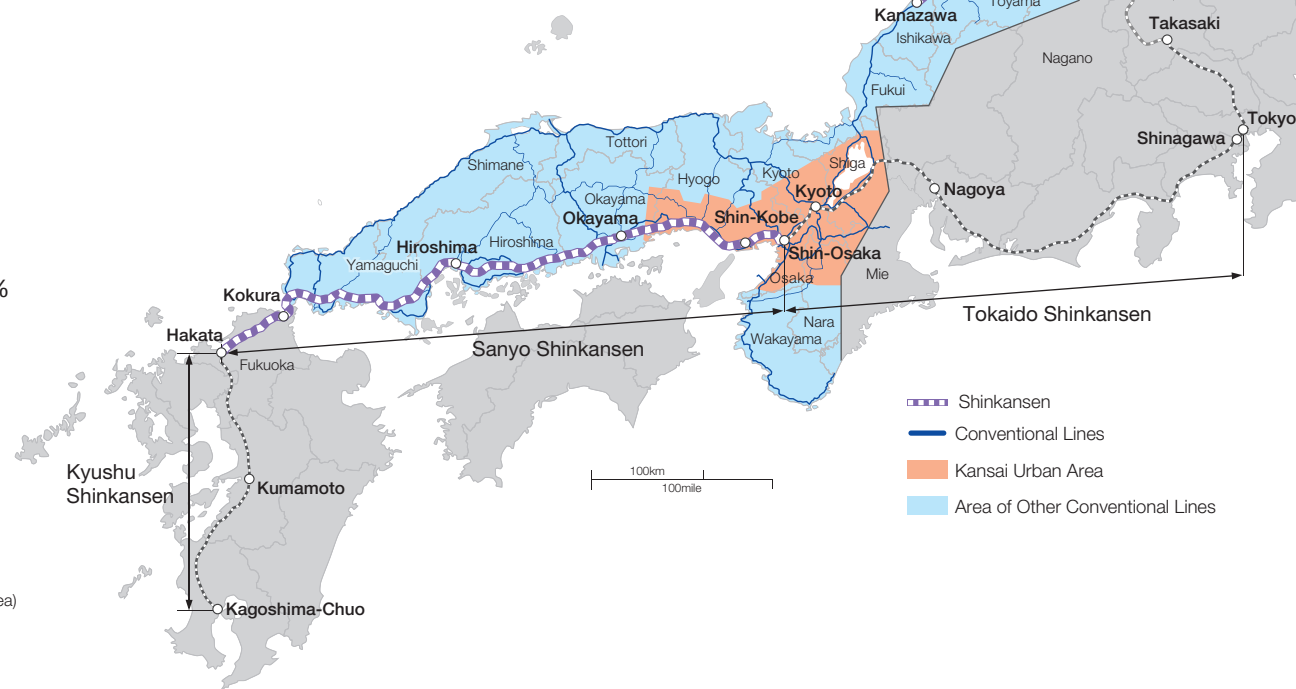 Toyama
Kanazawa
Takasaki
Ishikawa
Nagano
Fukui
Tokyo
Shinagawa
Tottori
Shimane
Shiga
Hyogo
Kyoto
Kyoto
Nagoya
Okayama
Okayama
Shin-Kobe
Hiroshima
Hiroshima
Shin-Osaka
Yamaguchi
Osaka
Mie
%
Kokura
Tokaido Shinkansen
Nara
Hakata
Wakayama
Sanyo Shinkansen
Fukuoka
Shinkansen
Conventional Lines
Kansai Urban Area
Area of Other Conventional Lines
100km
100mile
Kyushu
Shinkansen
Kumamoto
ea)
Kagoshima-Chuo